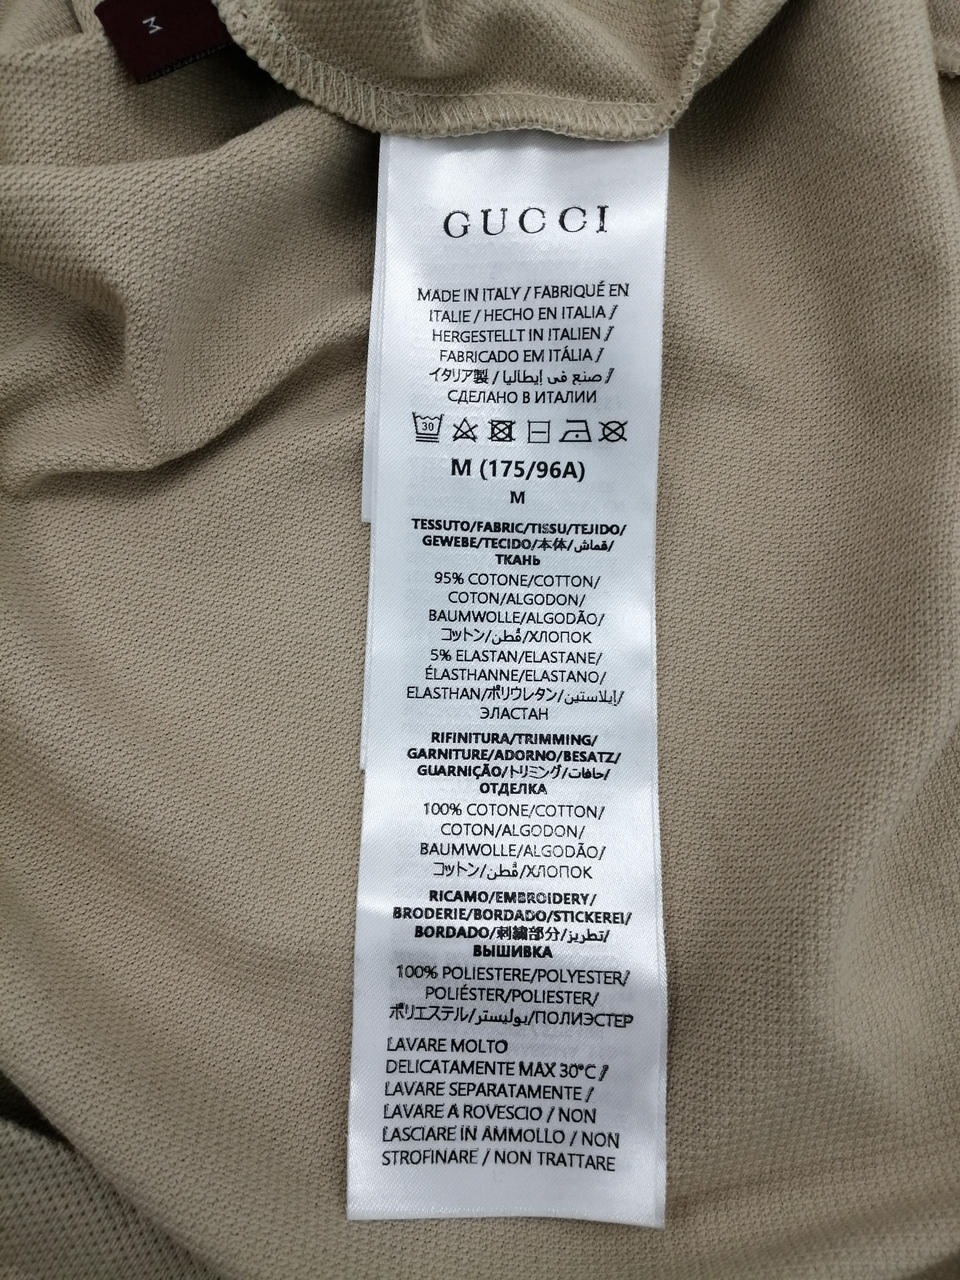 M
GUCCI
MADE IN ITALY / FABRIQUÉ EN
ITALIE / HECHO EN ITALIA /
HERGESTELLT IN ITALIEN /
FABRICADO EM ITÁLIA /
イタリア製 / صنع في إيطاليا /
СДЕЛАНО В ИТАЛИИ
30
M (175/96A)
M
TESSUTO/FABRIC/TISSU/TEJIDO/
GEWEBE/TECIDO/本体/قماش/
ТКАНЬ
95% COTONE/COTTON/
COTON/ALGODON/
BAUMWOLLE/ALGODÃO/
コットン/قُطن/ХЛОПОК
5% ELASTAN/ELASTANE/
ÉLASTHANNE/ELASTANO/
ELASTHAN/ポリウレタン/إيلاستين/
ЭЛАСТАН
RIFINITURA/TRIMMING/
GARNITURE/ADORNO/BESATZ/
GUARNIÇÃO/トリミング/حافات/
ОТДЕЛКА
100% COTONE/COTTON/
COTON/ALGODON/
BAUMWOLLE/ALGODÃO/
コットン/قُطن/ХЛОПОК
RICAMO/EMBROIDERY/
BRODERIE/BORDADO/STICKEREI/
BORDADO/刺繍部分/تطريز/
ВЫШИВКА
100% POLIESTERE/POLYESTER/
POLIÉSTER/POLIESTER/
ポリエステル/بوليستر/ПОЛИЭСТЕР
LAVARE MOLTO
DELICATAMENTE MAX 30°C /
LAVARE SEPARATAMENTE /
LAVARE A ROVESCIO / NON
LASCIARE IN AMMOLLO / NON
STROFINARE / NON TRATTARE